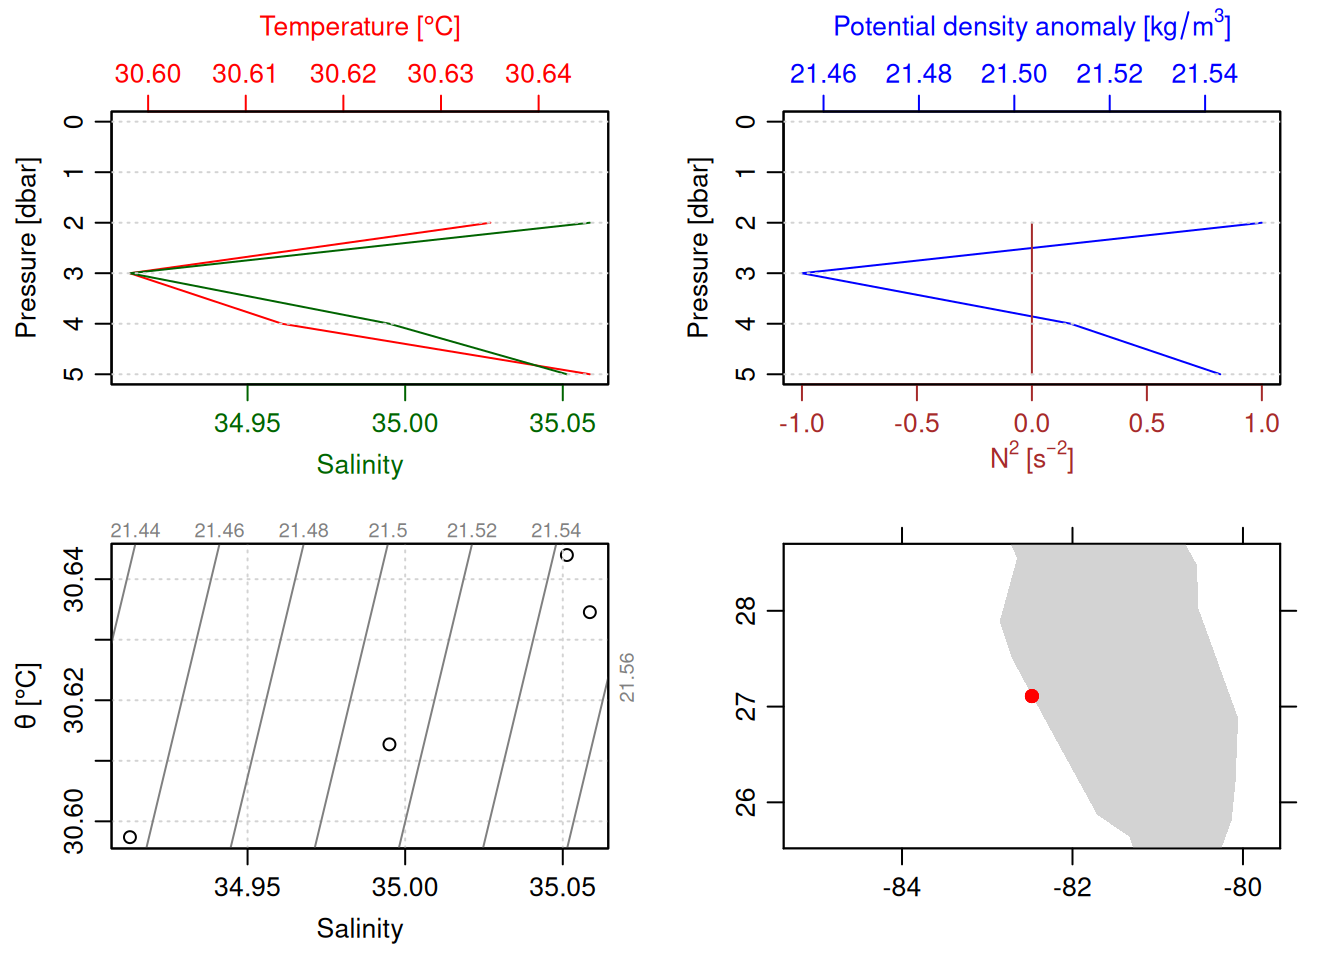 Temperature [°C]
30.60 30.61 30.62 30.63 30.64
Pressure [dbar]
0
1
2
3
4
5
34.95 35.00 35.05
Salinity
Potential density anomaly [kg/m³]
21.46 21.48 21.50 21.52 21.54
Pressure [dbar]
0
1
2
3
4
5
-1.0 -0.5 0.0 0.5 1.0
N² [s⁻²]
21.44 21.46 21.48 21.5 21.52 21.54
21.56
θ [°C]
30.64
30.62
30.60
34.95 35.00 35.05
Salinity
28
27
26
-84 -82 -80